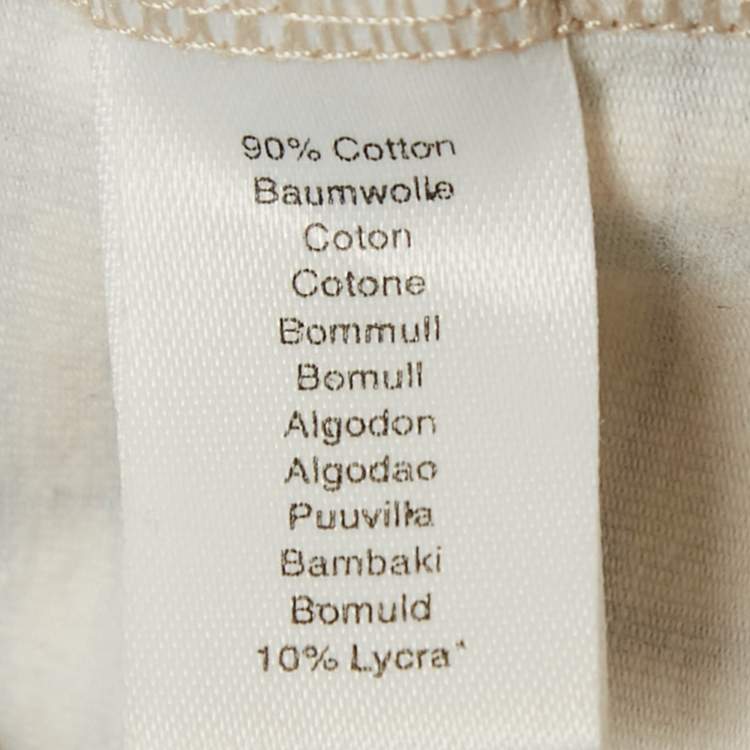 90% Cotton
Baumwolle
Coton
Cotone
Bommull
Bomull
Algodon
Algodao
Puuvilla
Bambaki
Bomuld
10% Lycra*